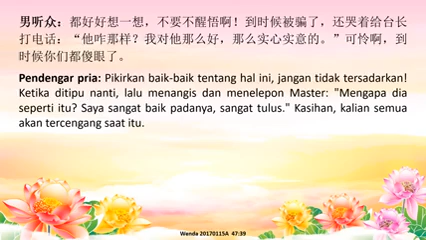 男听众：都好好想一想，不要不醒悟啊！到时候被骗了，还哭着给台长
打电话：“他咋那样？我对他那么好，那么实心实意的。”可怜啊，到
时候你们都傻眼了。
Pendengar pria: Pikirkan baik-baik tentang hal ini, jangan tidak tersadarkan!
Ketika ditipu nanti, lalu menangis dan menelepon Master: "Mengapa dia
seperti itu? Saya sangat baik padanya, sangat tulus." Kasihan, kalian semua
akan tercengang saat itu.
Wenda 20170115A 47:39